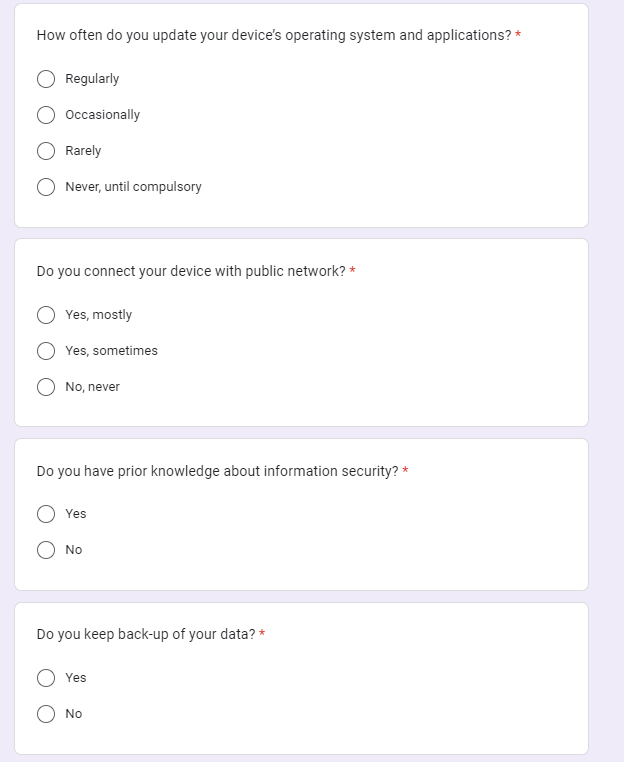 How often do you update your device's operating system and applications? *
Regularly
Occasionally
Rarely
Never, until compulsory
Do you connect your device with public network? *
Yes, mostly
Yes, sometimes
No, never
Do you have prior knowledge about information security? *
Yes
No
Do you keep back-up of your data? *
Yes
No